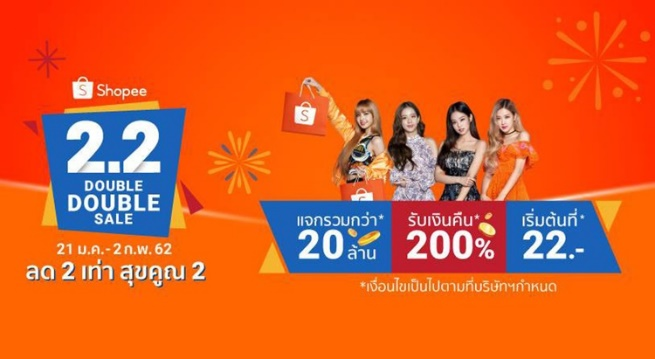 Shopee
2.2
DOUBLE
DOUBLE
SALE
21 ม.ค. - 2 ก.พ. 62
ลด 2 เท่า สุขคูณ 2
S
แจกรวมกว่า*
20 ล้าน
รับเงินคืน*
200%
เริ่มต้นที่*
22.-
*เงื่อนไขเป็นไปตามที่บริษัทฯกำหนด